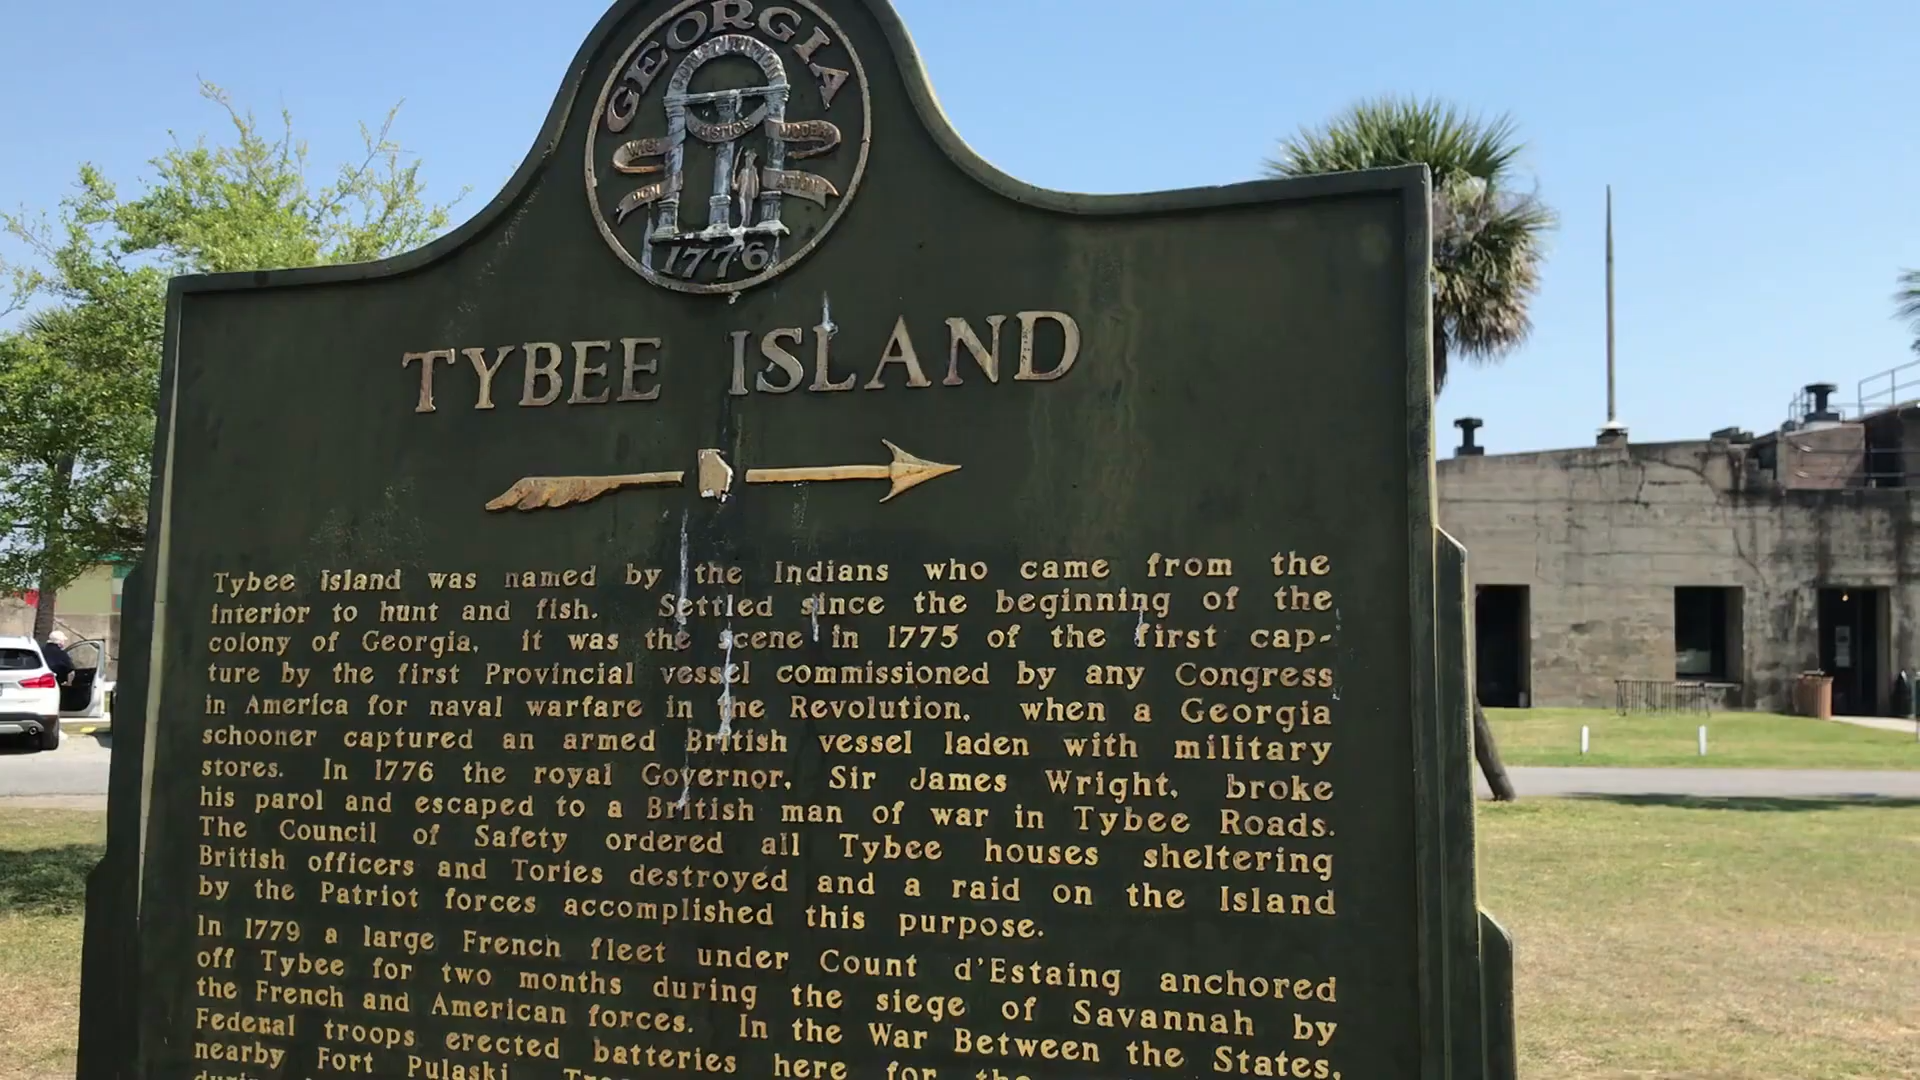 GEORGIA
CONSTITUTION
WIS
JUSTICE
MODER
DOM
ATION
1776
TYBEE ISLAND
Tybee Island was named by the Indians who came from the
interior to hunt and fish. Settled since the beginning of the
colony of Georgia, it was the scene in 1775 of the first cap-
ture by the first Provincial vessel commissioned by any Congress
in America for naval warfare in the Revolution, when a Georgia
schooner captured an armed British vessel laden with military
stores. In 1776 the royal Governor, Sir James Wright, broke
his parol and escaped to a British man of war in Tybee Roads.
The Council of Safety ordered all Tybee houses sheltering
British officers and Tories destroyed and a raid on the Island
by the Patriot forces accomplished this purpose.
In 1779 a large French fleet under Count d'Estaing anchored
off Tybee for two months during the siege of Savannah by
the French and American forces. In the War Between the States,
Federal troops erected batteries here for the
nearby Fort Pulaski.